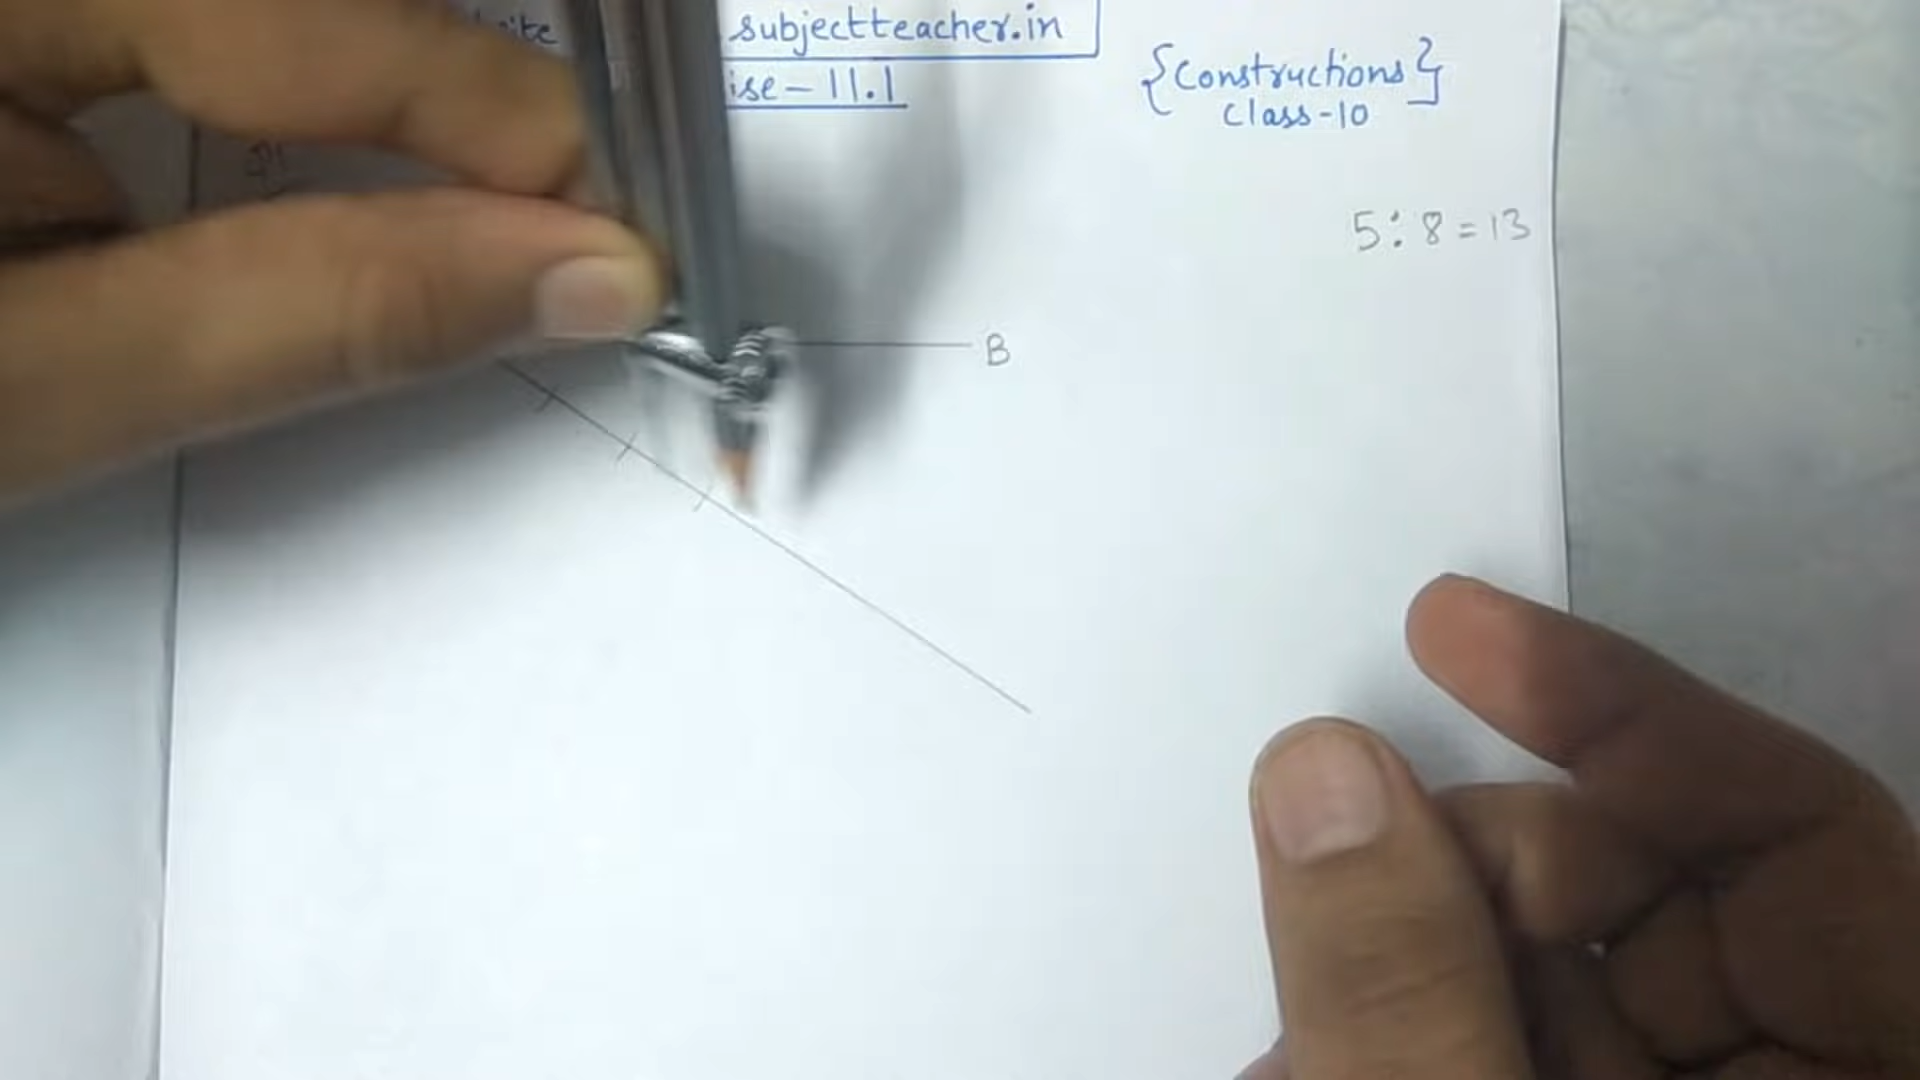 subjectteacher.in
ise - 11.1
{Constructions}
Class-10
5:8=13
B